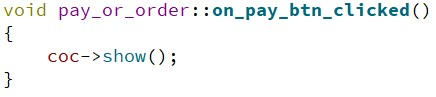 void pay_or_order::on_pay_btn_clicked()
{
    coc->show();
}